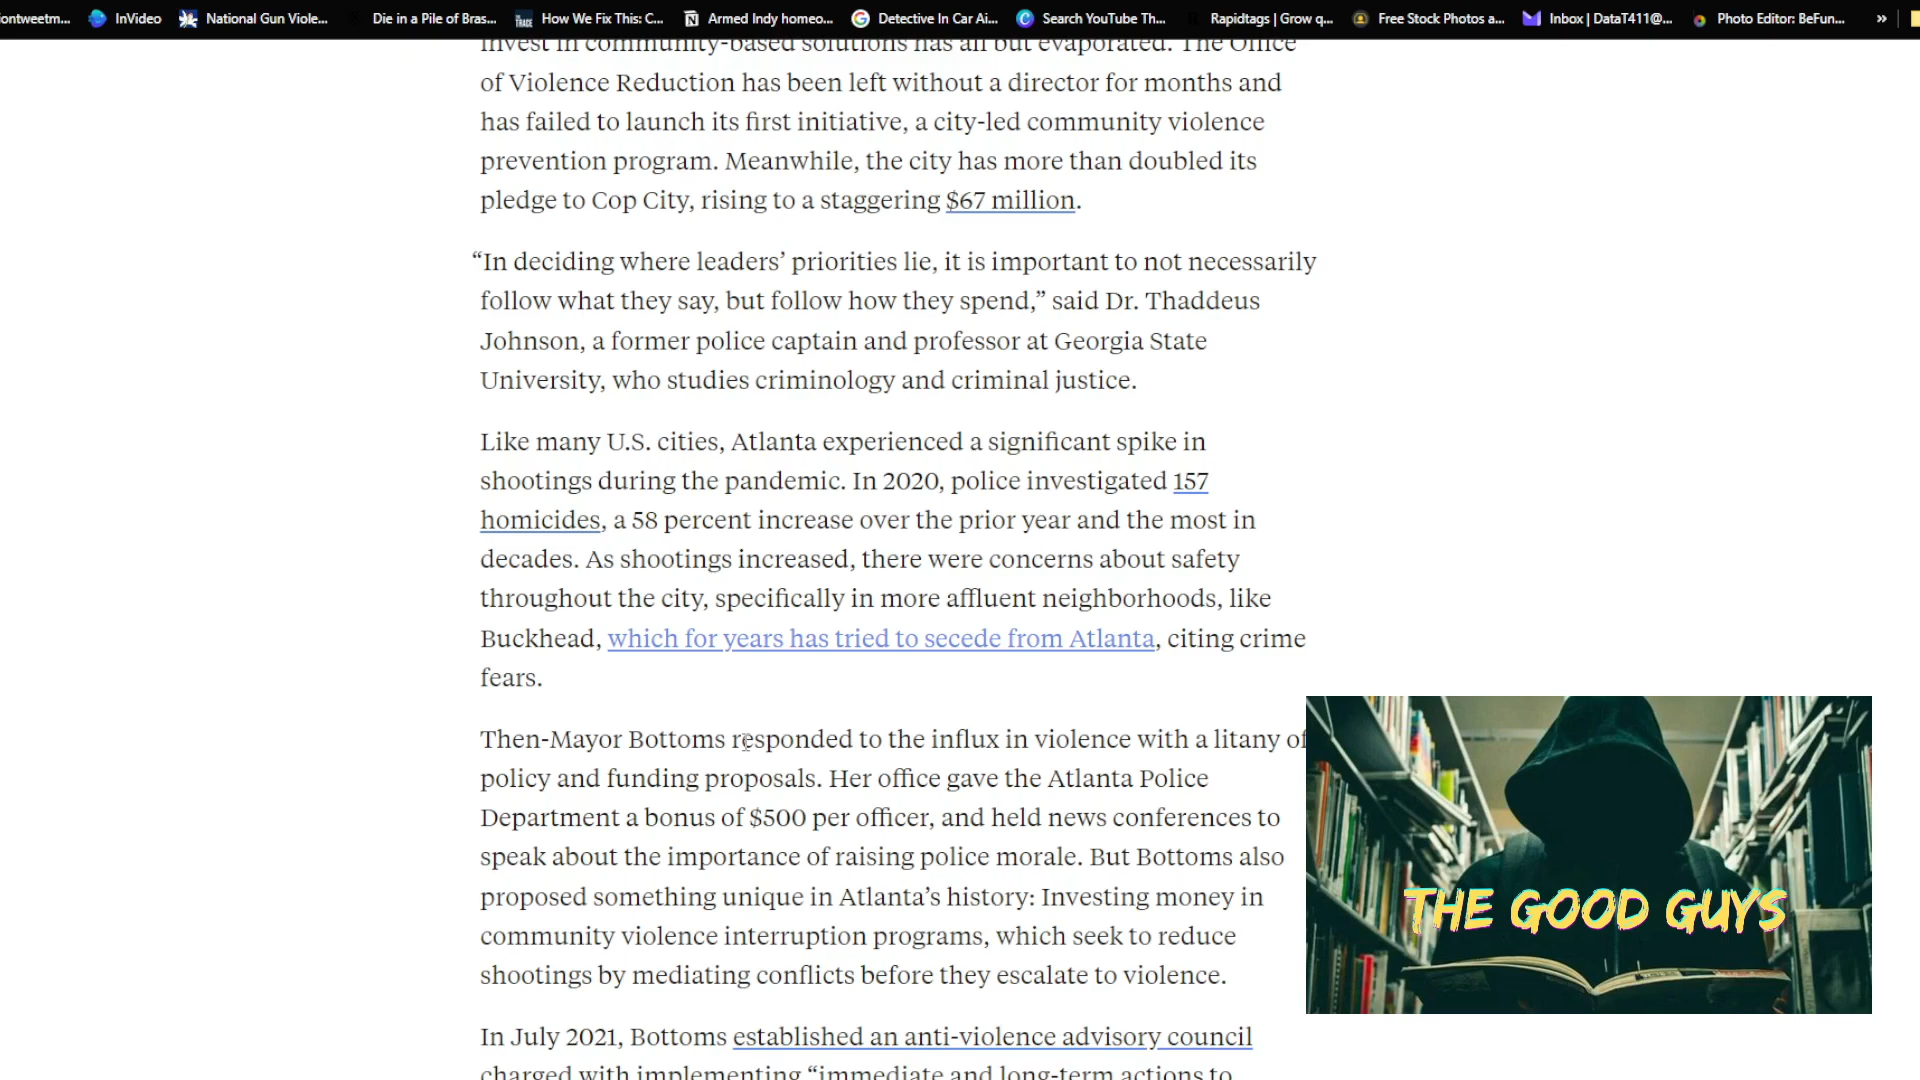 iontweetm...
InVideo
National Gun Viole...
Die in a Pile of Bras...
THE TRACE
How We Fix This: C...
Armed Indy homeo...
Detective In Car Ai...
Search YouTube Th...
Rapidtags | Grow q...
Free Stock Photos a...
Inbox | DataT411@...
Photo Editor: BeFun...
»
invest in community-based solutions has all but evaporated. The Office
of Violence Reduction has been left without a director for months and
has failed to launch its first initiative, a city-led community violence
prevention program. Meanwhile, the city has more than doubled its
pledge to Cop City, rising to a staggering $67 million.
“In deciding where leaders’ priorities lie, it is important to not necessarily
follow what they say, but follow how they spend,” said Dr. Thaddeus
Johnson, a former police captain and professor at Georgia State
University, who studies criminology and criminal justice.
Like many U.S. cities, Atlanta experienced a significant spike in
shootings during the pandemic. In 2020, police investigated 157
homicides, a 58 percent increase over the prior year and the most in
decades. As shootings increased, there were concerns about safety
throughout the city, specifically in more affluent neighborhoods, like
Buckhead, which for years has tried to secede from Atlanta, citing crime
fears.
Then-Mayor Bottoms responded to the influx in violence with a litany of
policy and funding proposals. Her office gave the Atlanta Police
Department a bonus of $500 per officer, and held news conferences to
speak about the importance of raising police morale. But Bottoms also
proposed something unique in Atlanta’s history: Investing money in
community violence interruption programs, which seek to reduce
shootings by mediating conflicts before they escalate to violence.
In July 2021, Bottoms established an anti-violence advisory council
charged with implementing “immediate and long-term actions to
THE GOOD GUYS